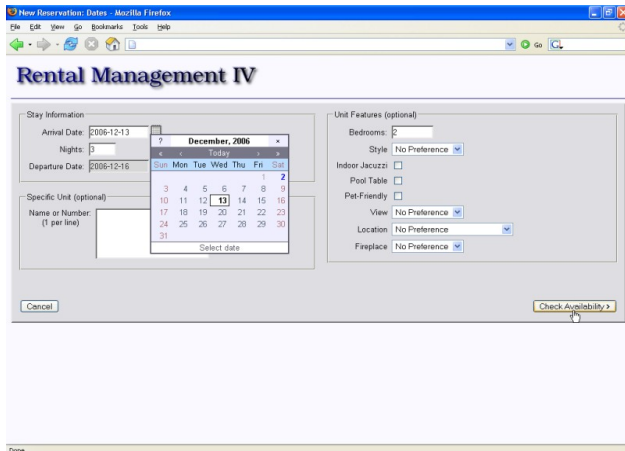 New Reservation: Dates - Mozilla Firefox
File Edit View Go Bookmarks Tools Help
Go
Rental Management IV
Stay Information
Arrival Date: 2006-12-13
Nights: 3
Departure Date: 2006-12-16
Specific Unit (optional)
Name or Number:
(1 per line)
? December, 2006 ×
« ‹ Today › »
Sun Mon Tue Wed Thu Fri Sat
1 2
3 4 5 6 7 8 9
10 11 12 13 14 15 16
17 18 19 20 21 22 23
24 25 26 27 28 29 30
31
Select date
Unit Features (optional)
Bedrooms: 2
Style No Preference
Indoor Jacuzzi
Pool Table
Pet-Friendly
View No Preference
Location No Preference
Fireplace No Preference
Cancel
Check Availability >
Done